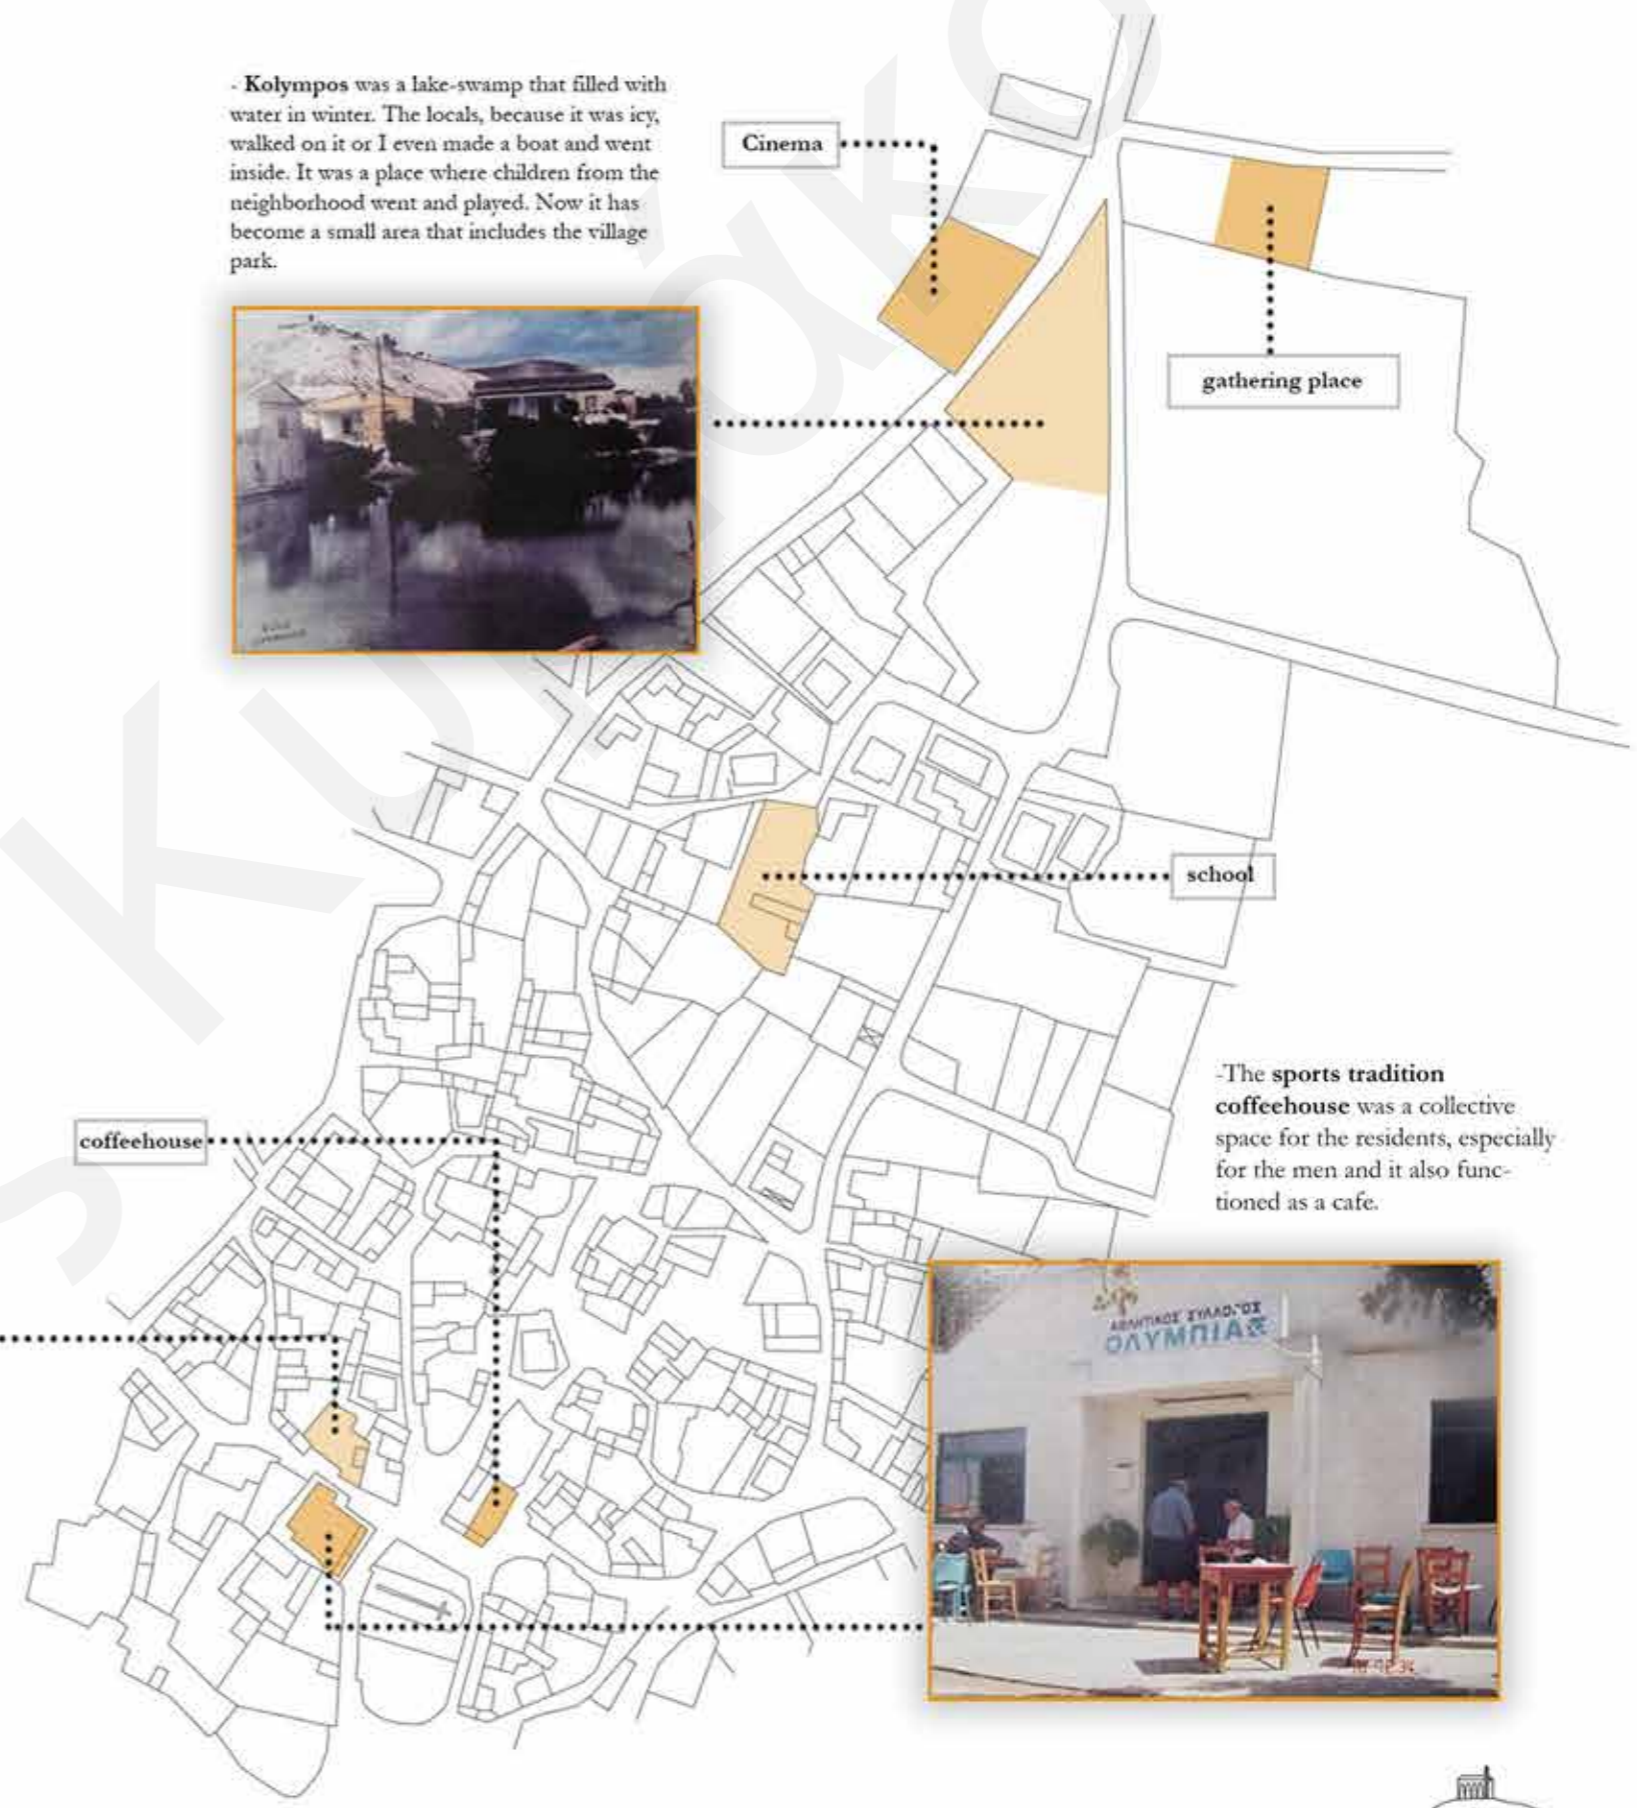 - Kolympos was a lake-swamp that filled with
water in winter. The locals, because it was icy,
walked on it or I even made a boat and went
inside. It was a place where children from the
neighborhood went and played. Now it has
become a small area that includes the village
park.
Cinema
gathering place
school
coffeehouse
-The sports tradition
coffeehouse was a collective
space for the residents, especially
for the men and it also func-
tioned as a cafe.
ΑΘΛΗΤΙΚΟΣ ΣΥΛΛΟΓΟΣ
ΟΛΥΜΠΙΑΣ